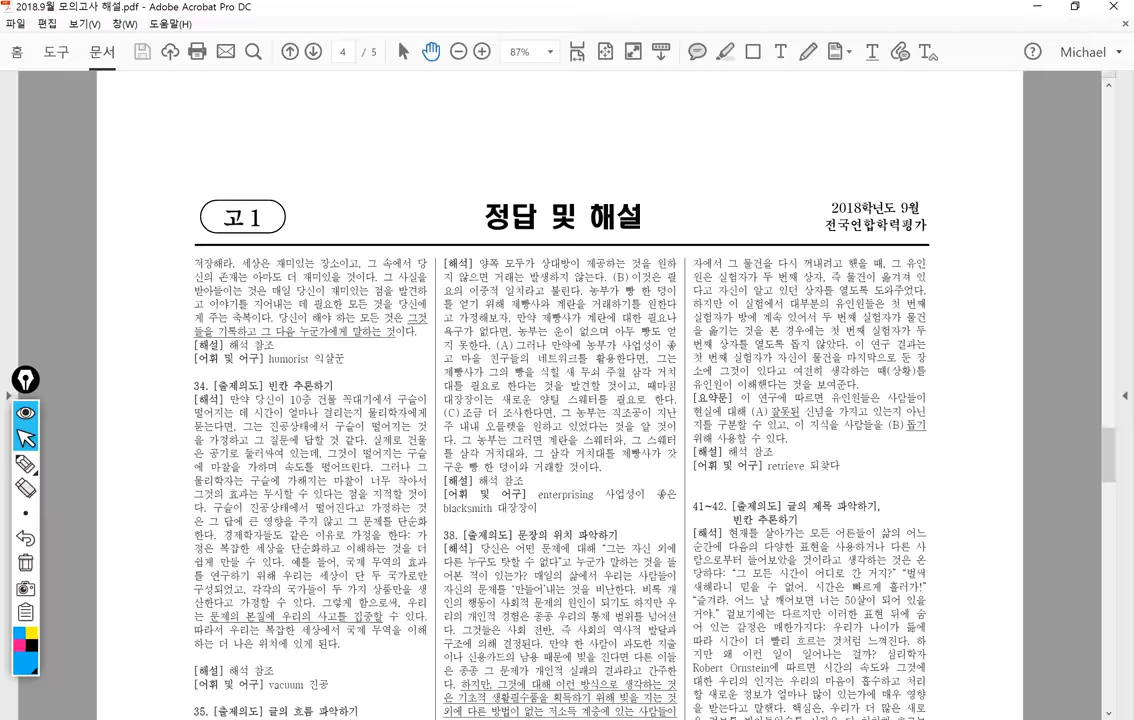 2018.9월 모의고사 해설.pdf - Adobe Acrobat Pro DC
파일 편집 보기(V) 창(W) 도움말(H)
홈 도구 문서 4 / 5 87% Michael
고1
정답 및 해설
2018학년도 9월
전국연합학력평가
저장해라, 세상은 재미있는 장소이고, 그 속에서 당
신의 존재는 아마도 더 재미있을 것이다. 그 사실을
받아들이는 것은 매일 당신이 재미있는 점을 발견하
고 이야기를 지어내는 데 필요한 모든 것을 당신에
게 주는 축복이다. 당신이 해야 하는 모든 것은 그것
들을 기록하고 그 다음 누군가에게 말하는 것이다.
[해설] 해석 참조
[어휘 및 어구] humorist 익살꾼
34. [출제의도] 빈칸 추론하기
[해석] 만약 당신이 10층 건물 꼭대기에서 구슬이
떨어지는 데 시간이 얼마나 걸리는지 물리학자에게
묻는다면, 그는 진공상태에서 구슬이 떨어지는 것
을 가정하고 그 질문에 답할 것 같다. 실제로 건물
은 공기로 둘러싸여 있는데, 그것이 떨어지는 구슬
에 마찰을 가하며 속도를 떨어뜨린다. 그러나 그
물리학자는 구슬에 가해지는 마찰이 너무 작아서
그것의 효과는 무시할 수 있다는 점을 지적할 것이
다. 구슬이 진공상태에서 떨어진다고 가정하는 것
은 그 답에 큰 영향을 주지 않고 그 문제를 단순화
한다. 경제학자들도 같은 이유로 가정을 한다: 가
정은 복잡한 세상을 단순화하고 이해하는 것을 더
쉽게 만들 수 있다. 예를 들어, 국제 무역의 효과
를 연구하기 위해 우리는 세상이 단 두 국가로만
구성되었고, 각각의 국가들이 두 가지 상품만을 생
산한다고 가정할 수 있다. 그렇게 함으로써, 우리
는 문제의 본질에 우리의 사고를 집중할 수 있다.
따라서 우리는 복잡한 세상에서 국제 무역을 이해
하는 더 나은 위치에 있게 된다.
[해설] 해석 참조
[어휘 및 어구] vacuum 진공
35. [출제의도] 글의 흐름 파악하기
[해석] 양쪽 모두가 상대방이 제공하는 것을 원하
지 않으면 거래는 발생하지 않는다. (B) 이것은 필
요의 이중적 일치라고 불린다. 농부가 빵 한 덩이
를 얻기 위해 제빵사와 계란을 거래하기를 원한다
고 가정해보자. 만약 제빵사가 계란에 대한 필요나
욕구가 없다면, 농부는 운이 없으며 아무 빵도 얻
지 못한다. (A) 그러나 만약에 농부가 사업성이 좋
고 마을 친구들의 네트워크를 활용한다면, 그는
제빵사가 그의 빵을 식힐 새 무쇠 주철 삼각 거치
대를 필요로 한다는 것을 발견할 것이고, 때마침
대장장이는 새로운 양털 스웨터를 필요로 한다.
(C) 조금 더 조사한다면, 그 농부는 직조공이 지난
주 내내 오믈렛을 원하고 있었다는 것을 알 것이
다. 그 농부는 그러면 계란을 스웨터와, 그 스웨터
를 삼각 거치대와, 그 삼각 거치대를 제빵사가 갓
구운 빵 한 덩이와 거래할 것이다.
[해설] 해석 참조
[어휘 및 어구] enterprising 사업성이 좋은
blacksmith 대장장이
38. [출제의도] 문장의 위치 파악하기
[해석] 당신은 어떤 문제에 대해 “그는 자신 외에
다른 누구도 탓할 수 없다”고 누군가 말하는 것을 들
어본 적이 있는가? 매일의 삶에서 우리는 사람들이
자신의 문제를 ‘만들어’내는 것을 비난한다. 비록 개
인의 행동이 사회적 문제의 원인이 되기도 하지만 우
리의 개인적 경험은 종종 우리의 통제 범위를 넘어선
다. 그것들은 사회 전반, 즉 사회의 역사적 발달과
구조에 의해 결정된다. 만약 한 사람이 과도한 지출
이나 신용카드의 남용 때문에 빚을 진다면 다른 이들
은 종종 그 문제가 개인적 실패의 결과라고 간주한
다. 하지만, 그것에 대해 이런 방식으로 생각하는 것
은 기초적 생활필수품을 획득하기 위해 빚을 지는 것
외에 다른 방법이 없는 저소득 계층에 있는 사람들이
자에서 그 물건을 다시 꺼내려고 했을 때, 그 유인
원은 실험자가 두 번째 상자, 즉 물건이 옮겨져 있
다고 자신이 알고 있던 상자를 열도록 도와주었다.
하지만 이 실험에서 대부분의 유인원들은 첫 번째
실험자가 방에 계속 있어서 두 번째 실험자가 물건
을 옮기는 것을 본 경우에는 첫 번째 실험자가 두
번째 상자를 열도록 돕지 않았다. 이 연구 결과는
첫 번째 실험자가 자신이 물건을 마지막으로 둔 장
소에 그것이 있다고 여전히 생각하는 때(상황)를
유인원이 이해했다는 것을 보여준다.
[요약문] 이 연구에 따르면 유인원들은 사람들이
현실에 대해 (A) 잘못된 신념을 가지고 있는지 아닌
지를 구분할 수 있고, 이 지식을 사람들을 (B) 돕기
위해 사용할 수 있다.
[해설] 해석 참조
[어휘 및 어구] retrieve 되찾다
41~42. [출제의도] 글의 제목 파악하기,
빈칸 추론하기
[해석] 현재를 살아가는 모든 어른들이 삶의 어느
순간에 다음의 다양한 표현을 사용하거나 다른 사
람으로부터 들어보았을 것이라고 생각하는 것은 온
당하다: “그 모든 시간이 어디로 간 거지?” “벌써
새해라니 믿을 수 없어. 시간은 빠르게 흘러가!”
“즐겨라. 어느 날 깨어보면 너는 50살이 되어 있을
거야.” 겉보기에는 다르지만 이러한 표현 뒤에 숨
어 있는 감정은 매한가지다: 우리가 나이가 듦에
따라 시간이 더 빨리 흐르는 것처럼 느껴진다. 하
지만 왜 이런 일이 일어나는 걸까? 심리학자
Robert Ornstein에 따르면 시간의 속도와 그것에
대한 우리의 인지는 우리의 마음이 흡수하고 처리
할 새로운 정보가 얼마나 많이 있는가에 매우 영향
을 받는다고 말했다. 핵심은, 우리가 더 많은 새로